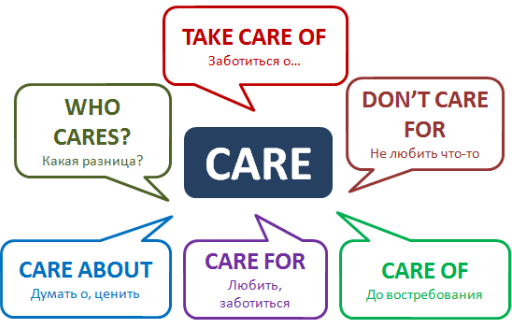 TAKE CARE OF
Заботиться о...
WHO
CARES?
Какая разница?
DON'T CARE
FOR
Не любить что-то
CARE
CARE ABOUT
Думать о, ценить
CARE FOR
Любить,
заботиться
CARE OF
До востребования